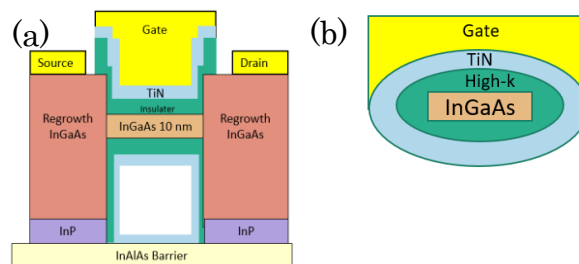 (a)
Gate
Source
Drain
TiN
Insulater
Regrowth
InGaAs
InGaAs 10 nm
Regrowth
InGaAs
InP
InP
InAlAs Barrier
(b)
Gate
TiN
High-k
InGaAs